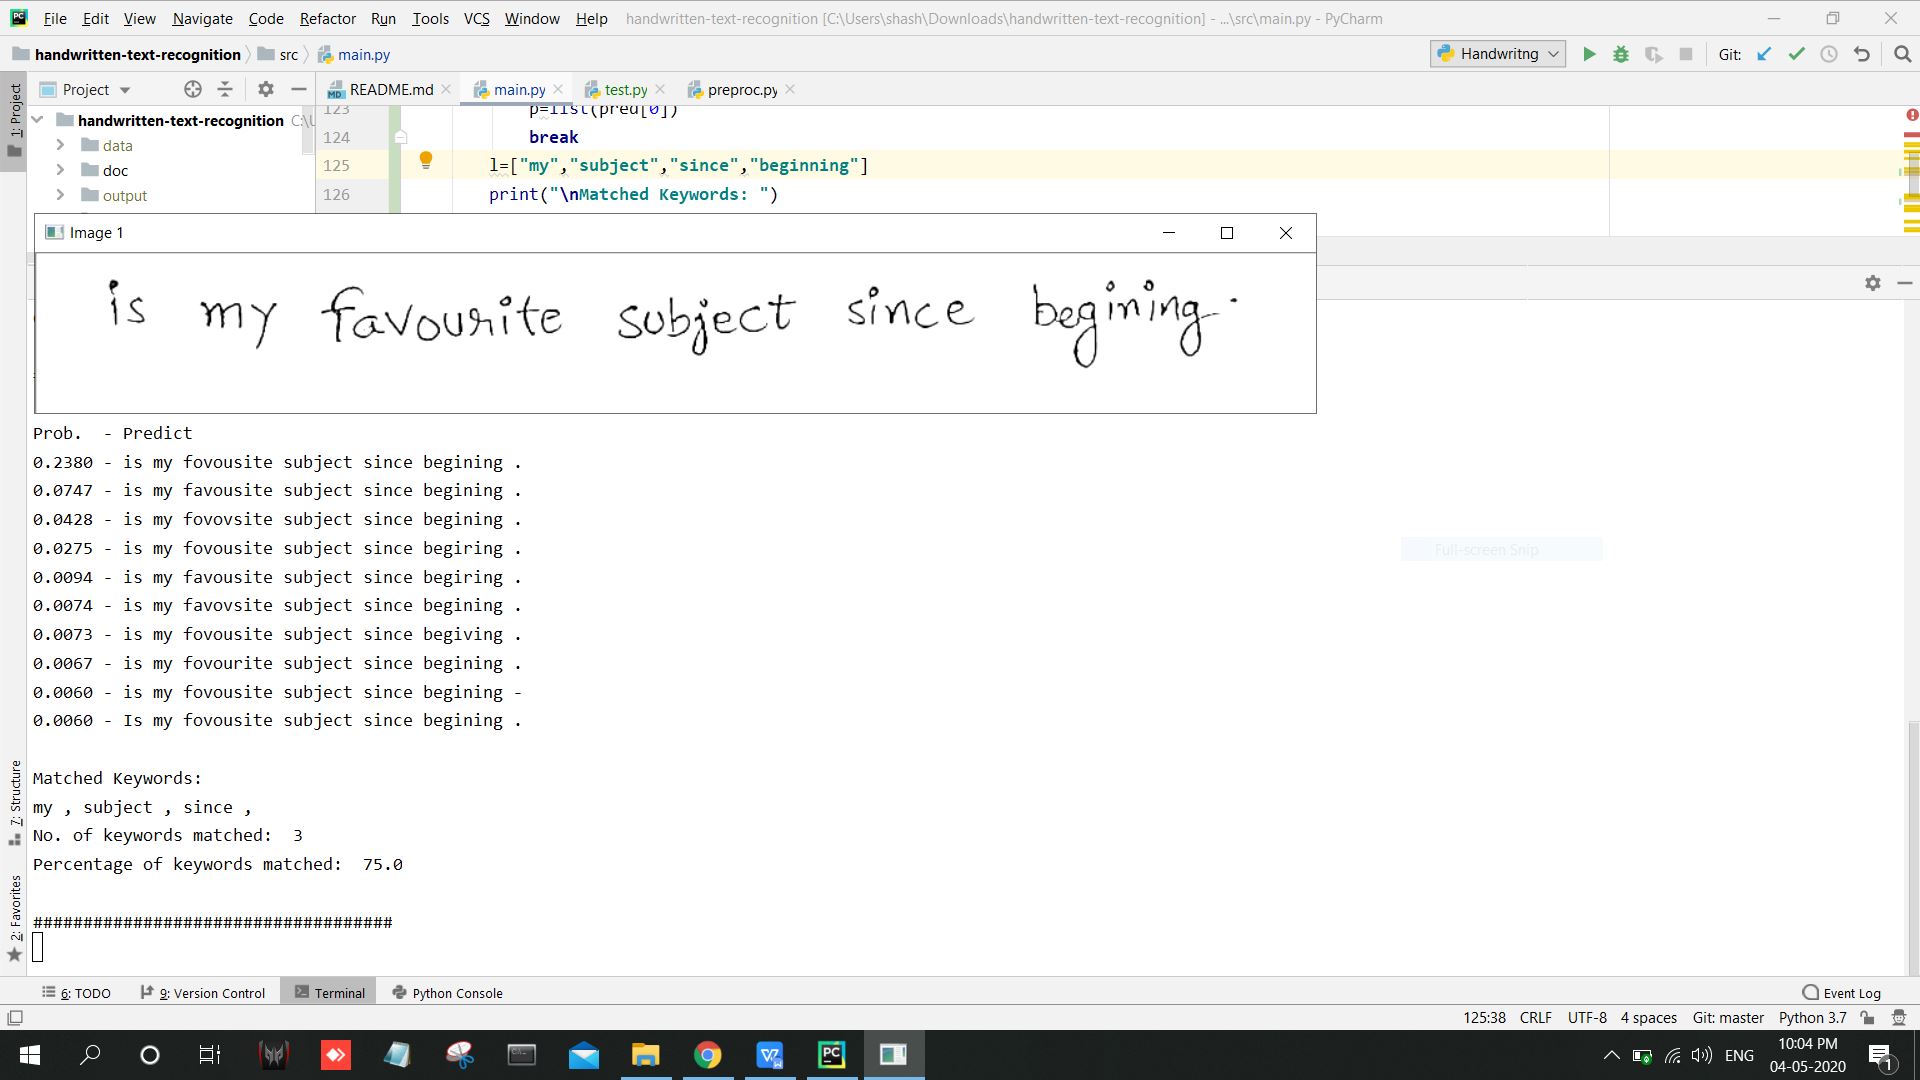 File Edit View Navigate Code Refactor Run Tools VCS Window Help handwritten-text-recognition [C:\Users\shash\Downloads\handwritten-text-recognition] - ...\src\main.py - PyCharm
handwritten-text-recognition src main.py Handwritng Git:
1: Project
Project README.md main.py test.py preproc.py
handwritten-text-recognition C:\U
data
doc
output
123 p=list(pred[0])
124 break
125 l=["my","subject","since","beginning"]
126 print("\nMatched Keywords: ")
Image 1
is my favourite subject since begining.
Prob. - Predict
0.2380 - is my fovousite subject since begining .
0.0747 - is my favousite subject since begining .
0.0428 - is my fovovsite subject since begining .
0.0275 - is my fovousite subject since begiring .
0.0094 - is my favousite subject since begiring .
0.0074 - is my favovsite subject since begining .
0.0073 - is my fovousite subject since begiving .
0.0067 - is my fovourite subject since begining .
0.0060 - is my fovousite subject since begining -
0.0060 - Is my fovousite subject since begining .
Full-screen Snip
Matched Keywords:
my , subject , since ,
No. of keywords matched: 3
Percentage of keywords matched: 75.0
###################################
7: Structure
2: Favorites
6: TODO 9: Version Control Terminal Python Console Event Log
125:38 CRLF UTF-8 4 spaces Git: master Python 3.7
ENG 10:04 PM
04-05-2020
1